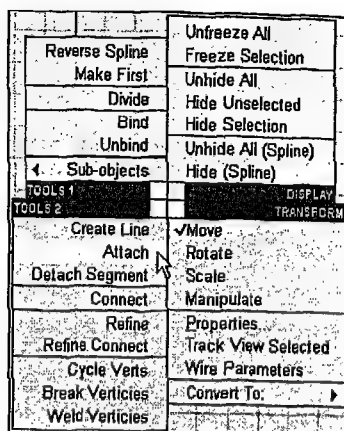 Unfreeze All
Freeze Selection
Unhide All
Hide Unselected
Hide Selection
Unhide All (Spline)
Hide (Spline)
Reverse Spline
Make First
Divide
Bind
Unbind
Sub-objects
TOOLS 1
DISPLAY
TOOLS 2
TRANSFORM
Create Line
Attach
Detach Segment
Connect
Refine
Refine Connect
Cycle Verts
Break Verticies
Weld Verticies
Move
Rotate
Scale
Manipulate
Properties...
Track View Selected
Wire Parameters
Convert To: